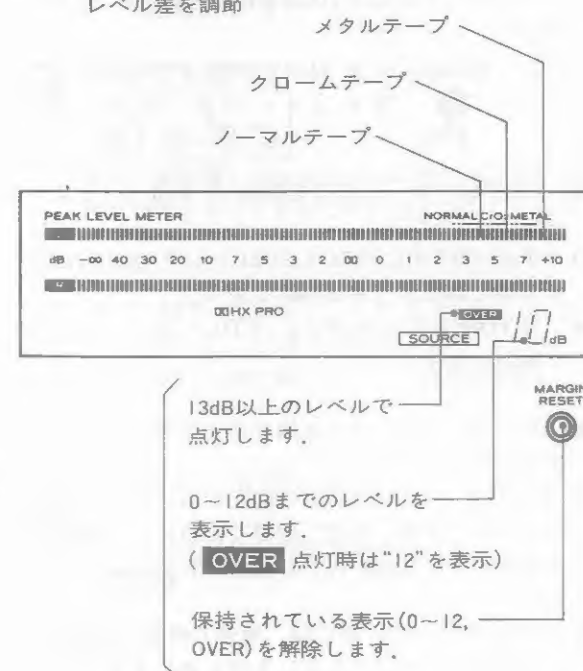 レベル差を調節
メタルテープ
クロームテープ
ノーマルテープ
PEAK LEVEL METER NORMAL CrO₂ METAL
dB -∞ 40 30 20 10 7 5 3 2 00 0 1 2 3 5 7 +10
R
HX PRO
OVER
SOURCE 10 dB
MARGIN
RESET
13dB以上のレベルで
点灯します.
0~12dBまでのレベルを
表示します.
( OVER 点灯時は"12"を表示)
保持されている表示(0~12,
OVER)を解除します.